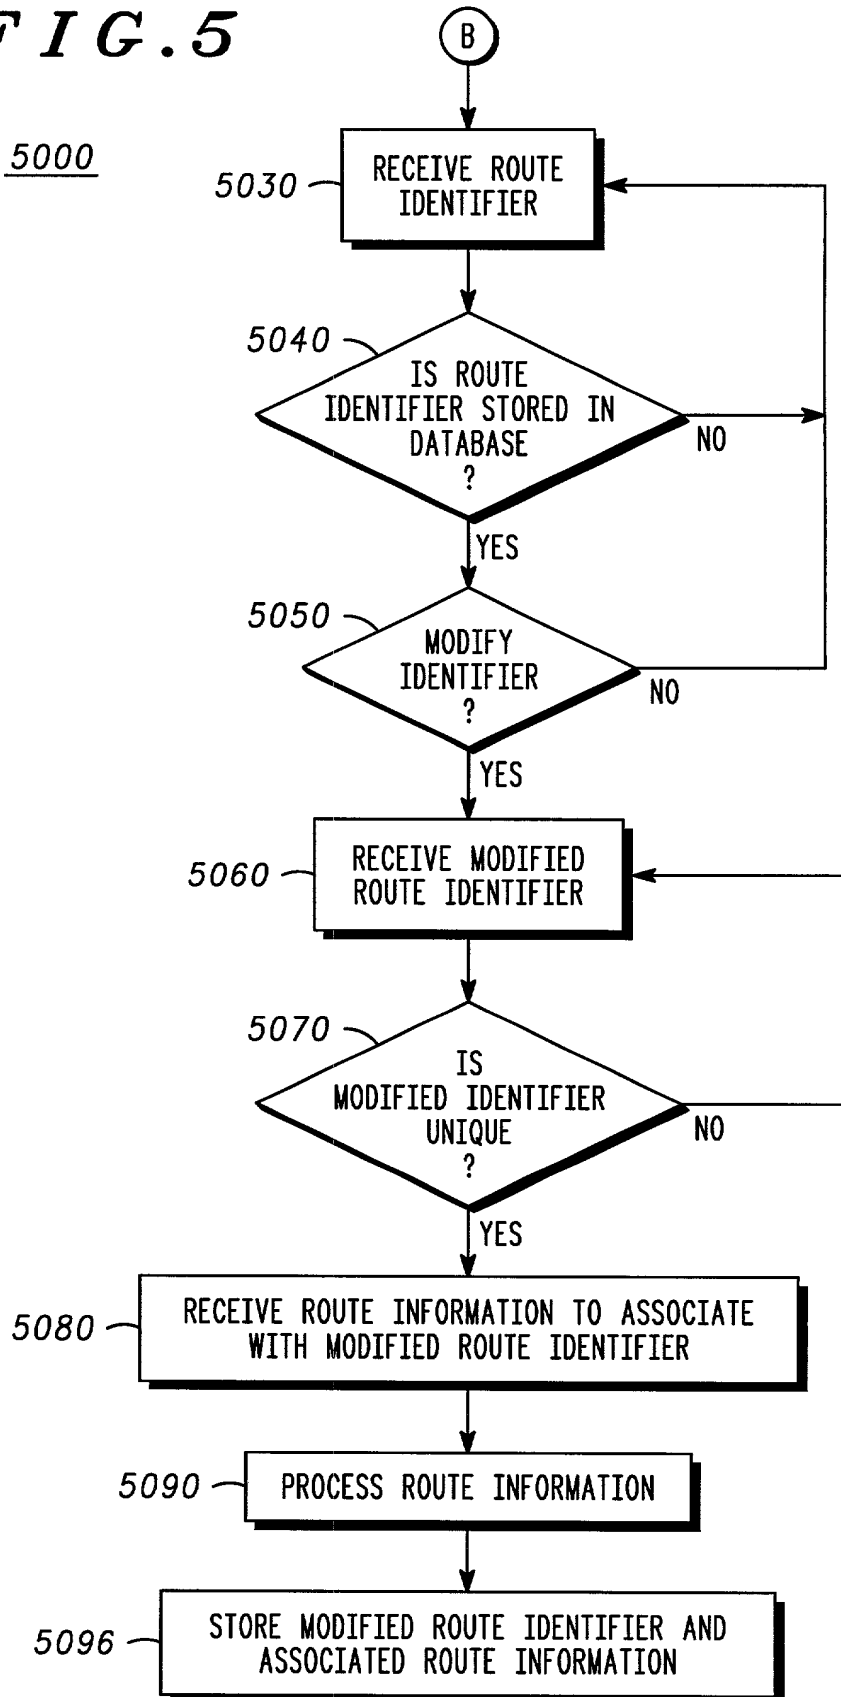 FIG.5
B
5000
5030
RECEIVE ROUTE
IDENTIFIER
5040
IS ROUTE
IDENTIFIER STORED IN
DATABASE
?
NO
YES
5050
MODIFY
IDENTIFIER
?
NO
YES
5060
RECEIVE MODIFIED
ROUTE IDENTIFIER
5070
IS
MODIFIED IDENTIFIER
UNIQUE
?
NO
YES
5080
RECEIVE ROUTE INFORMATION TO ASSOCIATE
WITH MODIFIED ROUTE IDENTIFIER
5090
PROCESS ROUTE INFORMATION
5096
STORE MODIFIED ROUTE IDENTIFIER AND
ASSOCIATED ROUTE INFORMATION